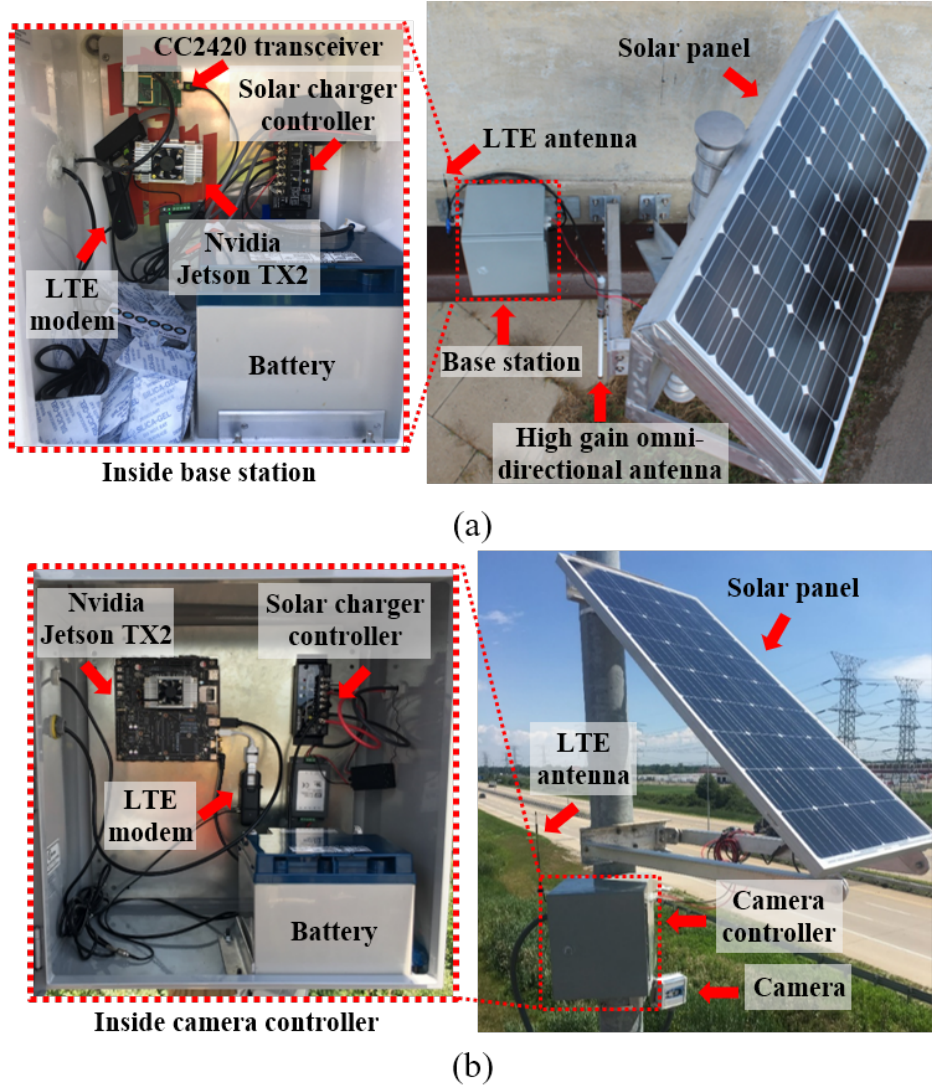 CC2420 transceiver
Solar charger
controller
Nvidia
Jetson TX2
LTE
modem
Battery
SILICA-GEL
Inside base station
Solar panel
LTE antenna
Base station
High gain omni-
directional antenna
(a)
Nvidia
Jetson TX2
Solar charger
controller
LTE
modem
Battery
Inside camera controller
Solar panel
LTE
antenna
Camera
controller
Camera
(b)